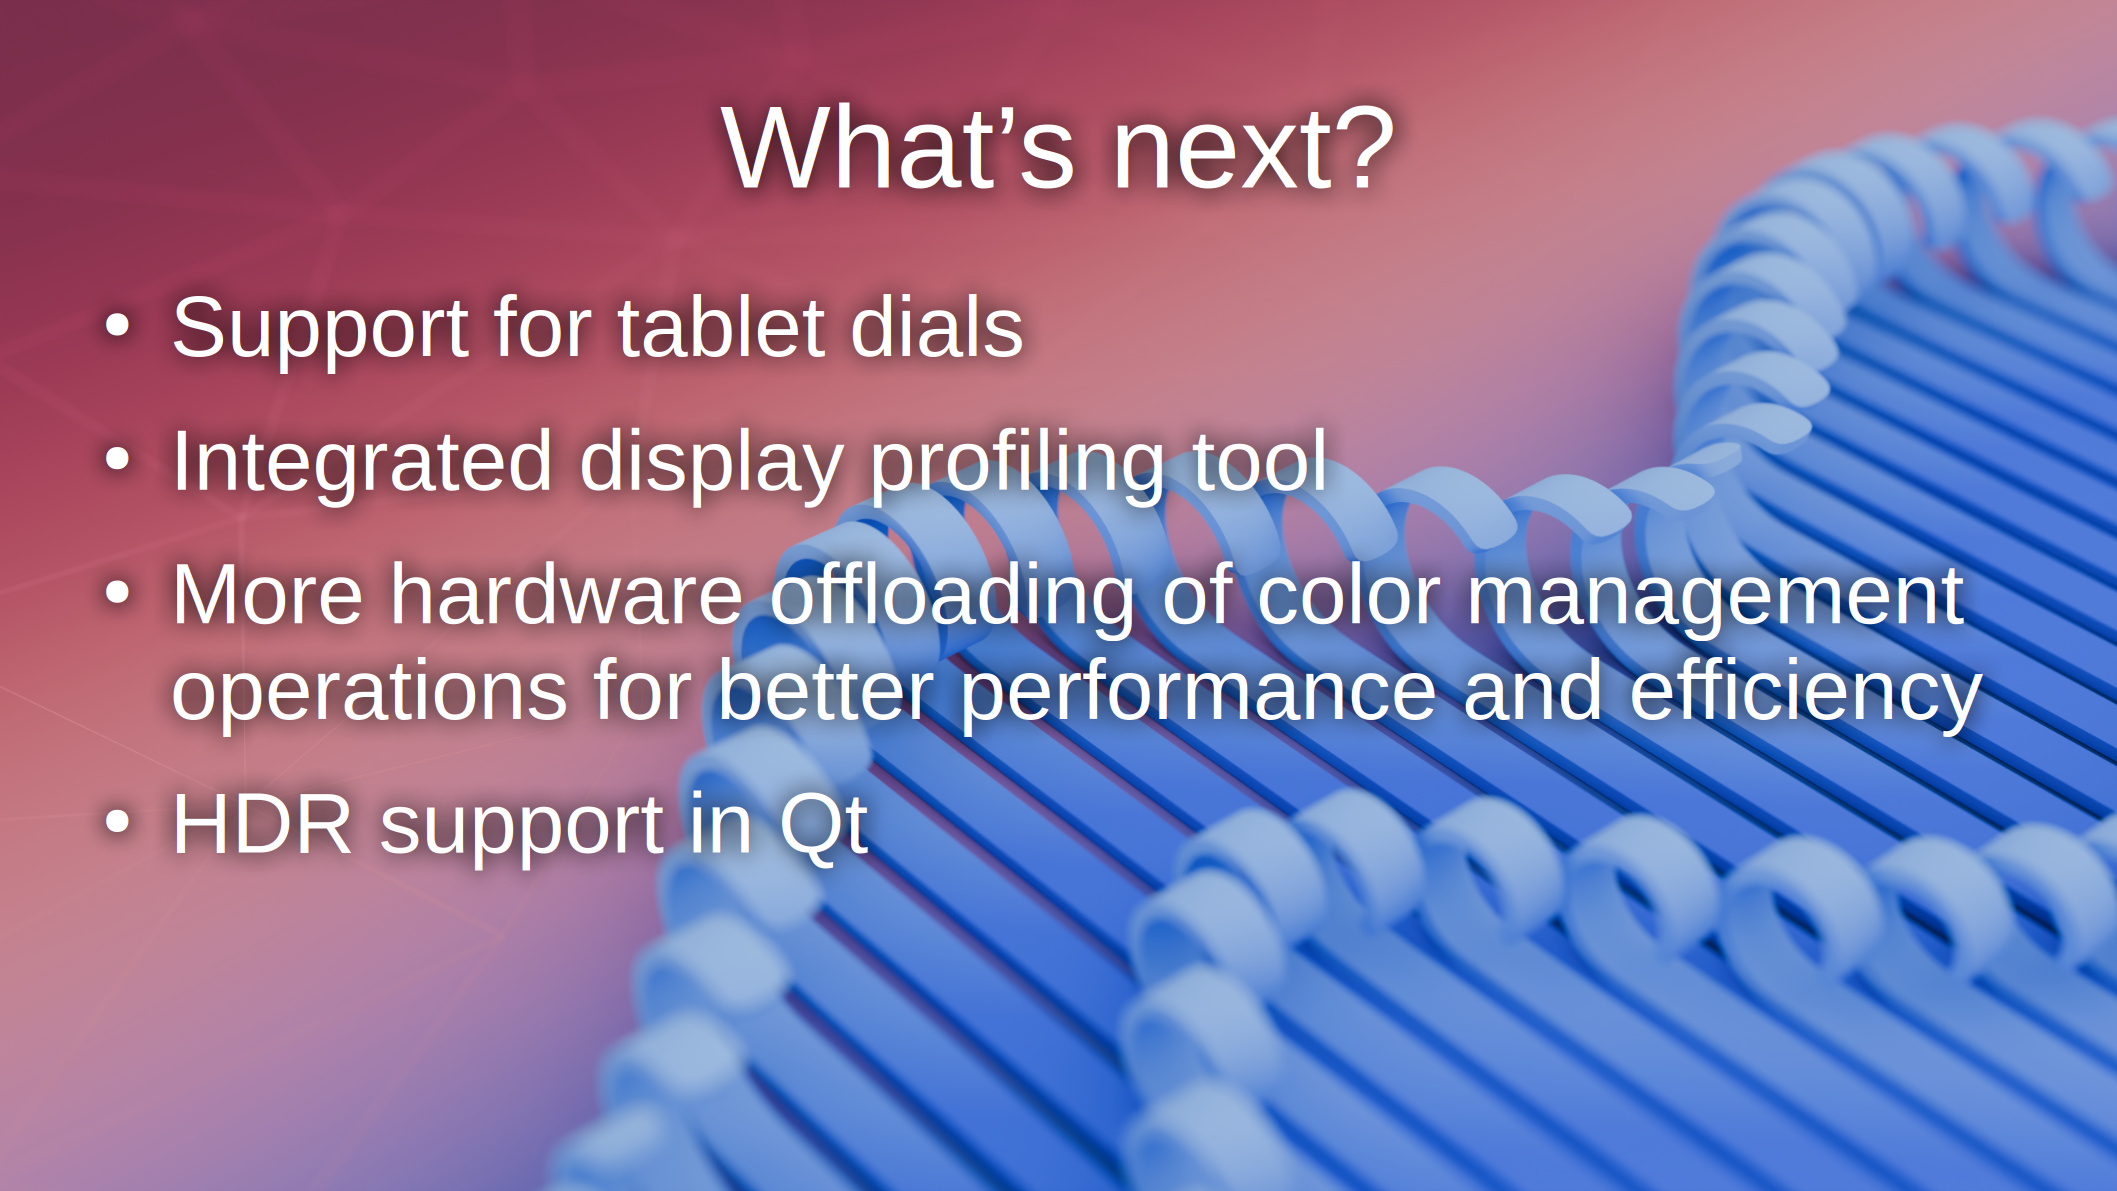 What’s next?
• Support for tablet dials
• Integrated display profiling tool
• More hardware offloading of color management
operations for better performance and efficiency
• HDR support in Qt